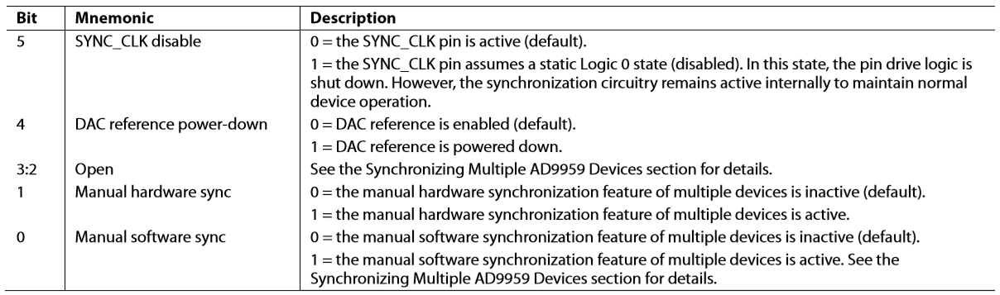 Bit Mnemonic Description
5 SYNC_CLK disable 0 = the SYNC_CLK pin is active (default).
1 = the SYNC_CLK pin assumes a static Logic 0 state (disabled). In this state, the pin drive logic is
shut down. However, the synchronization circuitry remains active internally to maintain normal
device operation.
4 DAC reference power-down 0 = DAC reference is enabled (default).
1 = DAC reference is powered down.
3:2 Open See the Synchronizing Multiple AD9959 Devices section for details.
1 Manual hardware sync 0 = the manual hardware synchronization feature of multiple devices is inactive (default).
1 = the manual hardware synchronization feature of multiple devices is active.
0 Manual software sync 0 = the manual software synchronization feature of multiple devices is inactive (default).
1 = the manual software synchronization feature of multiple devices is active. See the
Synchronizing Multiple AD9959 Devices section for details.